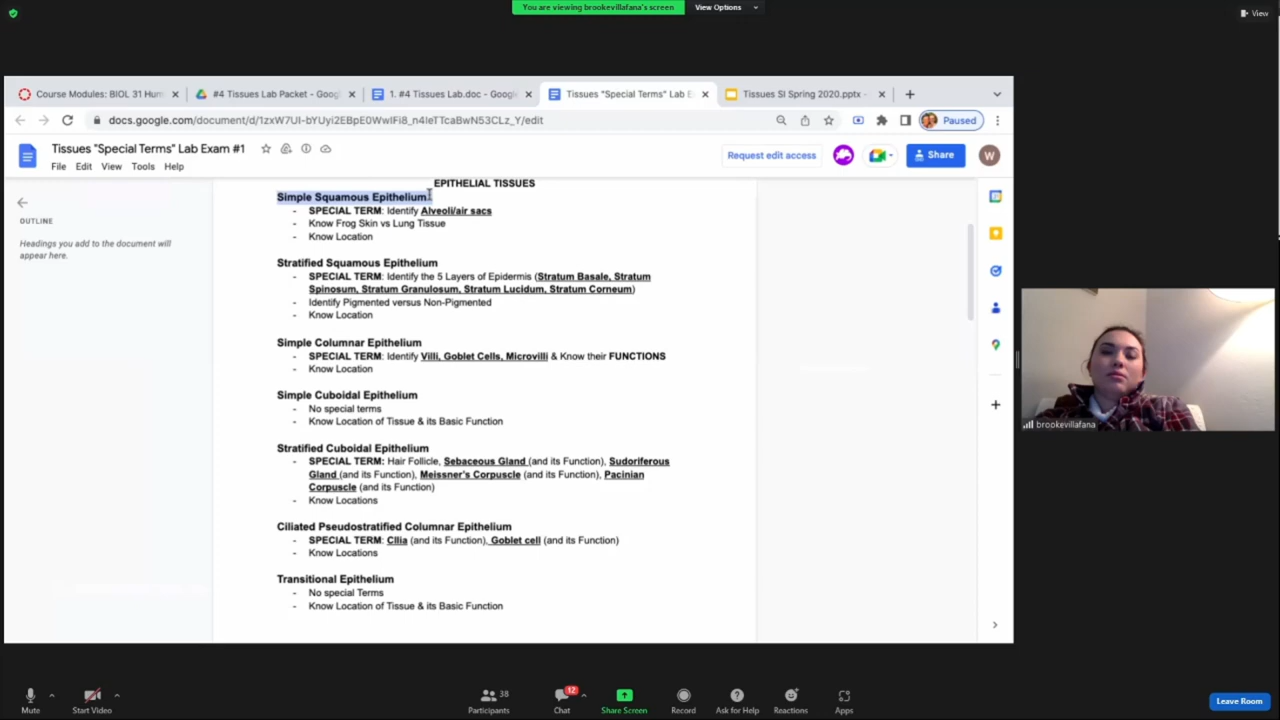 You are viewing brookevillafana's screen
View Options
View
Course Modules: BIOL 31 Hum
#4 Tissues Lab Packet - Google
1. #4 Tissues Lab.doc - Google
Tissues "Special Terms" Lab E
Tissues SI Spring 2020.pptx -
docs.google.com/document/d/1zxW7UI-bYUyi2EBpE0WwIFi8_n4IeTTcaBwN53CLz_Y/edit
Paused
Tissues "Special Terms" Lab Exam #1
File Edit View Tools Help
Request edit access
Share
W
OUTLINE
Headings you add to the document will
appear here.
EPITHELIAL TISSUES
Simple Squamous Epithelium
- SPECIAL TERM: Identify Alveoli/air sacs
- Know Frog Skin vs Lung Tissue
- Know Location
Stratified Squamous Epithelium
- SPECIAL TERM: Identify the 5 Layers of Epidermis (Stratum Basale, Stratum
Spinosum, Stratum Granulosum, Stratum Lucidum, Stratum Corneum)
- Identify Pigmented versus Non-Pigmented
- Know Location
Simple Columnar Epithelium
- SPECIAL TERM: Identify Villi, Goblet Cells, Microvilli & Know their FUNCTIONS
- Know Location
Simple Cuboidal Epithelium
- No special terms
- Know Location of Tissue & its Basic Function
Stratified Cuboidal Epithelium
- SPECIAL TERM: Hair Follicle, Sebaceous Gland (and its Function), Sudoriferous
Gland (and its Function), Meissner's Corpuscle (and its Function), Pacinian
Corpuscle (and its Function)
- Know Locations
Ciliated Pseudostratified Columnar Epithelium
- SPECIAL TERM: CIlia (and its Function), Goblet cell (and its Function)
- Know Locations
Transitional Epithelium
- No special Terms
- Know Location of Tissue & its Basic Function
brookevillafana
Mute
Start Video
38
Participants
12
Chat
Share Screen
Record
Ask for Help
Reactions
Apps
Leave Room